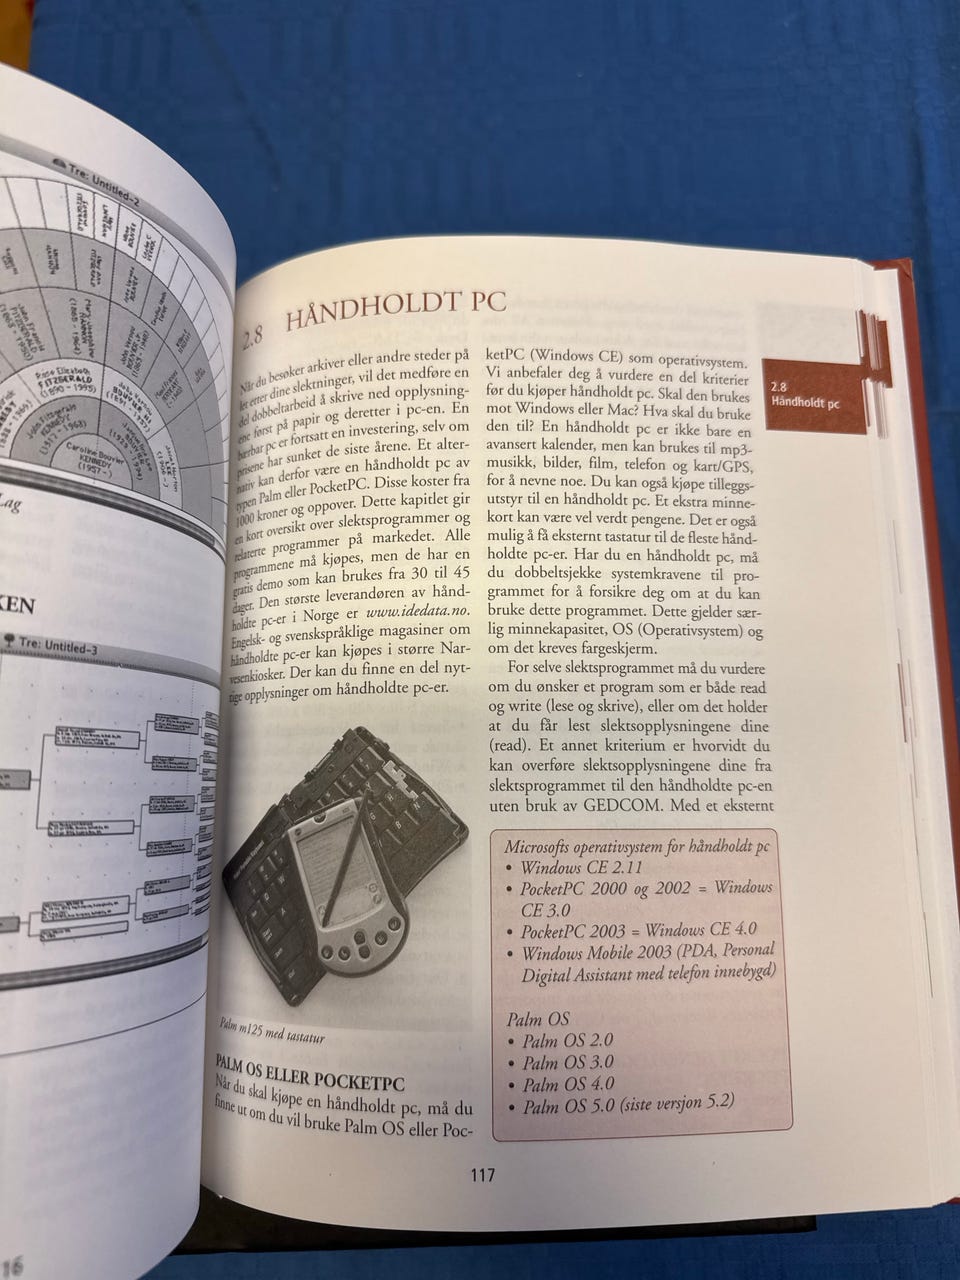 Tre: Untitled-2
FITZGERALD
(1890 - 1995)
Caroline Bouvier
KENNEDY
(1957- )
Lag
KEN
Tre: Untitled-3
16
2.8 HÅNDHOLDT PC
Når du besøker arkiver eller andre steder på
let etter dine slektninger, vil det medføre en
del dobbeltarbeid å skrive ned opplysning-
ene først på papir og deretter i pc-en. En
bærbar pc er fortsatt en investering, selv om
prisene har sunket de siste årene. Et alter-
nativ kan derfor være en håndholdt pc av
typen Palm eller PocketPC. Disse koster fra
1000 kroner og oppover. Dette kapitlet gir
en kort oversikt over slektsprogrammer og
relaterte programmer på markedet. Alle
programmene må kjøpes, men de har en
gratis demo som kan brukes fra 30 til 45
dager. Den største leverandøren av hånd-
holdte pc-er i Norge er www.idedata.no.
Engelsk- og svenskspråklige magasiner om
håndholdte pc-er kan kjøpes i større Nar-
vesenkiosker. Der kan du finne en del nyt-
tige opplysninger om håndholdte pc-er.
Palm m125 med tastatur
PALM OS ELLER POCKETPC
Når du skal kjøpe en håndholdt pc, må du
finne ut om du vil bruke Palm OS eller Poc-
ketPC (Windows CE) som operativsystem.
Vi anbefaler deg å vurdere en del kriterier
før du kjøper håndholdt pc. Skal den brukes
mot Windows eller Mac? Hva skal du bruke
den til? En håndholdt pc er ikke bare en
avansert kalender, men kan brukes til mp3-
musikk, bilder, film, telefon og kart/GPS,
for å nevne noe. Du kan også kjøpe tilleggs-
utstyr til en håndholdt pc. Et ekstra minne-
kort kan være vel verdt pengene. Det er også
mulig å få eksternt tastatur til de fleste hånd-
holdte pc-er. Har du en håndholdt pc, må
du dobbeltsjekke systemkravene til pro-
grammet for å forsikre deg om at du kan
bruke dette programmet. Dette gjelder sær-
lig minnekapasitet, OS (Operativsystem) og
om det kreves fargeskjerm.
For selve slektsprogrammet må du vurdere
om du ønsker et program som er både read
og write (lese og skrive), eller om det holder
at du får lest slektsopplysningene dine
(read). Et annet kriterium er hvorvidt du
kan overføre slektsopplysningene dine fra
slektsprogrammet til den håndholdte pc-en
uten bruk av GEDCOM. Med et eksternt
Microsofts operativsystem for håndholdt pc
• Windows CE 2.11
• PocketPC 2000 og 2002 = Windows
CE 3.0
• PocketPC 2003 = Windows CE 4.0
• Windows Mobile 2003 (PDA, Personal
Digital Assistant med telefon innebygd)
Palm OS
• Palm OS 2.0
• Palm OS 3.0
• Palm OS 4.0
• Palm OS 5.0 (siste versjon 5.2)
117
2.8
Håndholdt pc